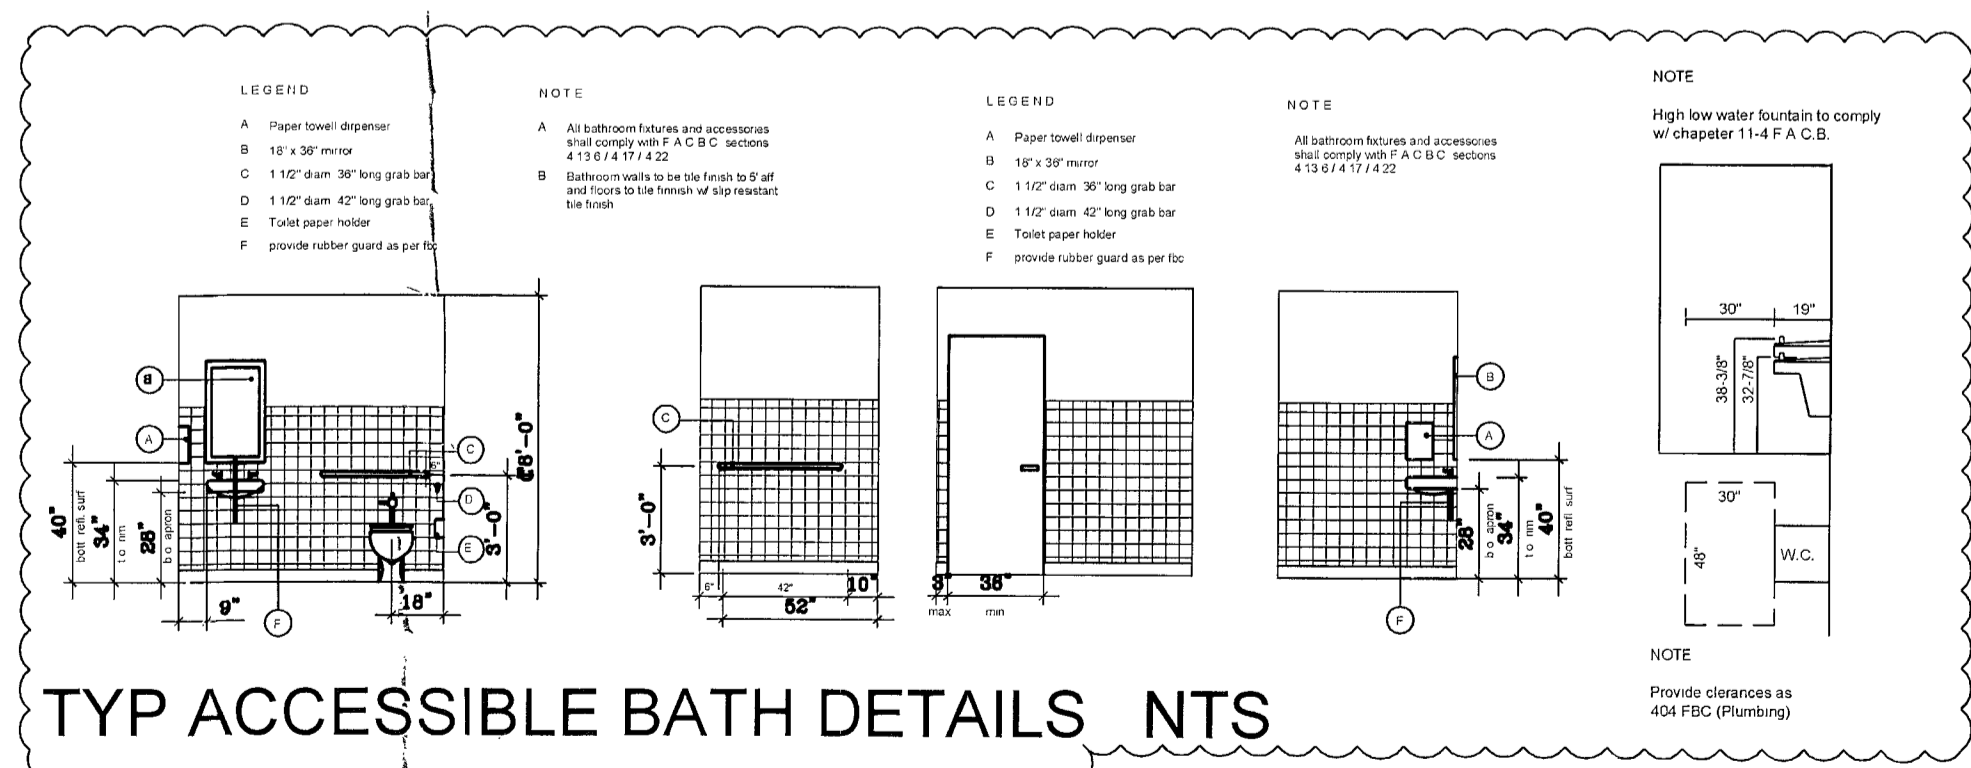 LEGEND
A Paper towell dirpenser
B 18" x 36" mirror
C 1 1/2" diam 36" long grab bar
D 1 1/2" diam 42" long grab bar
E Toilet paper holder
F provide rubber guard as per fbc
NOTE
A All bathroom fixtures and accessories
shall comply with F A C B C sections
4 13 6 / 4 17 / 4 22
B Bathroom walls to be tile finish to 5' aff
and floors to tile finnish w/ slip resistant
tile finish
LEGEND
A Paper towell dirpenser
B 18" x 36" mirror
C 1 1/2" diam 36" long grab bar
D 1 1/2" diam 42" long grab bar
E Toilet paper holder
F provide rubber guard as per fbc
NOTE
All bathroom fixtures and accessories
shall comply with F A C B C sections
4 13 6 / 4 17 / 4 22
NOTE
High low water fountain to comply
w/ chapeter 11-4 F A C.B.
B
A
C
6"
D
E
F
40"
bott refl. surf
34"
28"
b o apron
9"
18"
3'-0"
8'-0"
C
3'-0"
6"
42"
10"
52"
36"
max
min
B
A
F
28"
b o apron
34"
40"
bott refl surf
30"
19"
38-3/8"
32-7/8"
30"
48"
W.C.
NOTE
Provide clerances as
404 FBC (Plumbing)
TYP ACCESSIBLE BATH DETAILS NTS